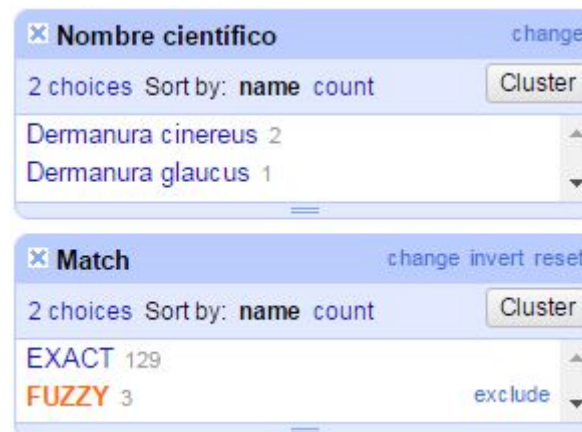 Nombre científico change
2 choices Sort by: name count Cluster
Dermanura cinereus 2
Dermanura glaucus 1
Match change invert reset
2 choices Sort by: name count Cluster
EXACT 129
FUZZY 3 exclude